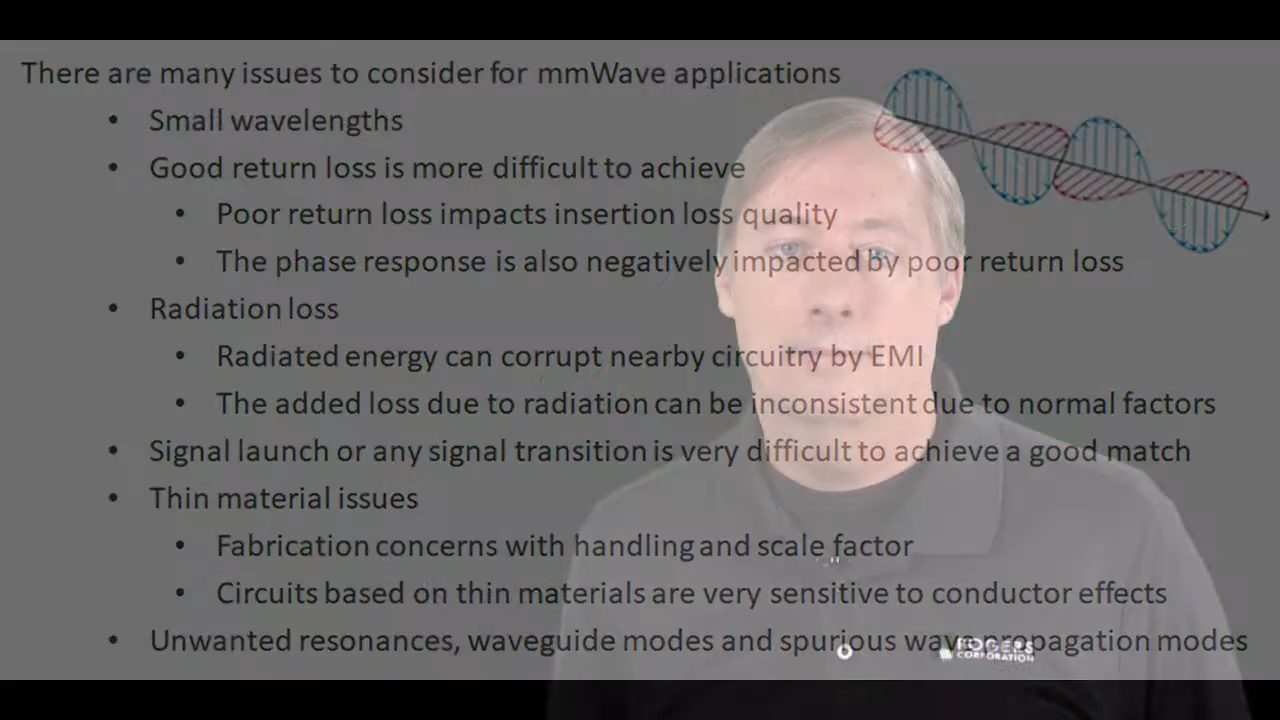 There are many issues to consider for mmWave applications
• Small wavelengths
• Good return loss is more difficult to achieve
• Poor return loss impacts insertion loss quality
• The phase response is also negatively impacted by poor return loss
• Radiation loss
• Radiated energy can corrupt nearby circuitry by EMI
• The added loss due to radiation can be inconsistent due to normal factors
• Signal launch or any signal transition is very difficult to achieve a good match
• Thin material issues
• Fabrication concerns with handling and scale factor
• Circuits based on thin materials are very sensitive to conductor effects
• Unwanted resonances, waveguide modes and spurious wave propagation modes
ROGERS
CORPORATION